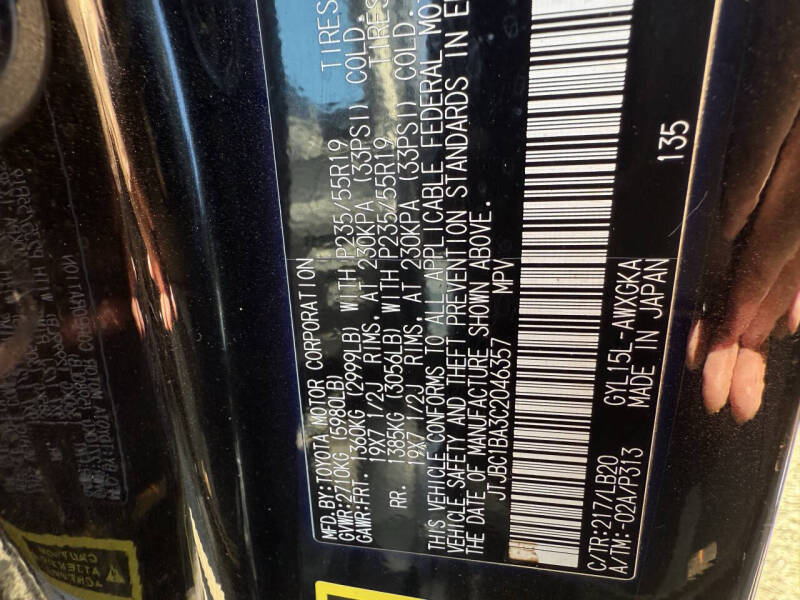 MFD.BY:TOYOTA MOTOR CORPORATION
GVWR:2710KG (5980LB)
GAWR:FRT. 1360KG (2999LB) WITH P235/55R19 TIRES
19X7 1/2J RIMS, AT 230KPA (33PSI) COLD.
RR. 1385KG (3056LB) WITH P235/55R19 TIRES
19X7 1/2J RIMS, AT 230KPA (33PSI) COLD.
THIS VEHICLE CONFORMS TO ALL APPLICABLE FEDERAL MO
VEHICLE SAFETY AND THEFT PREVENTION STANDARDS IN E
THE DATE OF MANUFACTURE SHOWN ABOVE.
JTJBC1BA3C2046357 MPV
135
C/TR:217/LB20 GYL15L-AWXGKA
A/TM:-02A/P313 MADE IN JAPAN
CAUTION